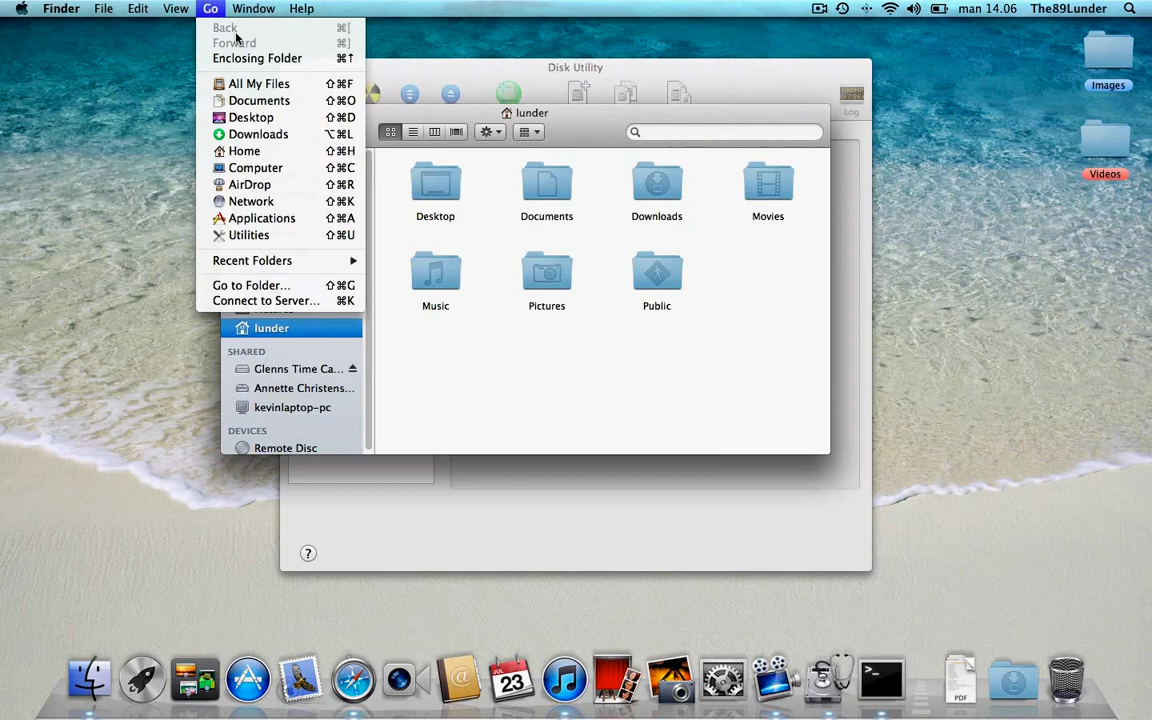 Finder File Edit View Go Window Help man 14.06 The89Lunder
Back ⌘[
Forward ⌘]
Enclosing Folder ⌘↑
All My Files ⇧⌘F
Documents ⇧⌘O
Desktop ⇧⌘D
Downloads ⌥⌘L
Home ⇧⌘H
Computer ⇧⌘C
AirDrop ⇧⌘R
Network ⇧⌘K
Applications ⇧⌘A
Utilities ⇧⌘U
Recent Folders
Go to Folder... ⇧⌘G
Connect to Server... ⌘K
Disk Utility
Log
lunder
Desktop Documents Downloads Movies
Music Pictures Public
lunder
SHARED
Glenns Time Ca...
Annette Christens...
kevinlaptop-pc
DEVICES
Remote Disc
?
Images
Videos
JUL
23
PDF